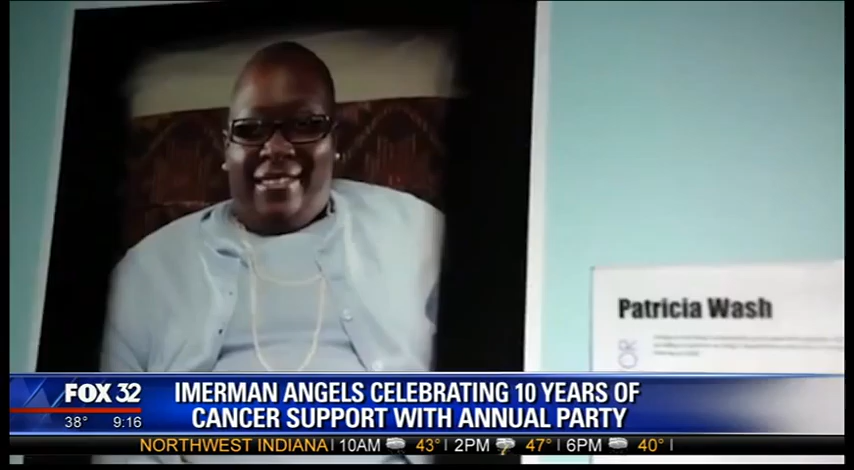 Patricia Wash
FOX 32
IMERMAN ANGELS CELEBRATING 10 YEARS OF
CANCER SUPPORT WITH ANNUAL PARTY
38° 9:16
NORTHWEST INDIANA 10AM 43° 2PM 47° 6PM 40°